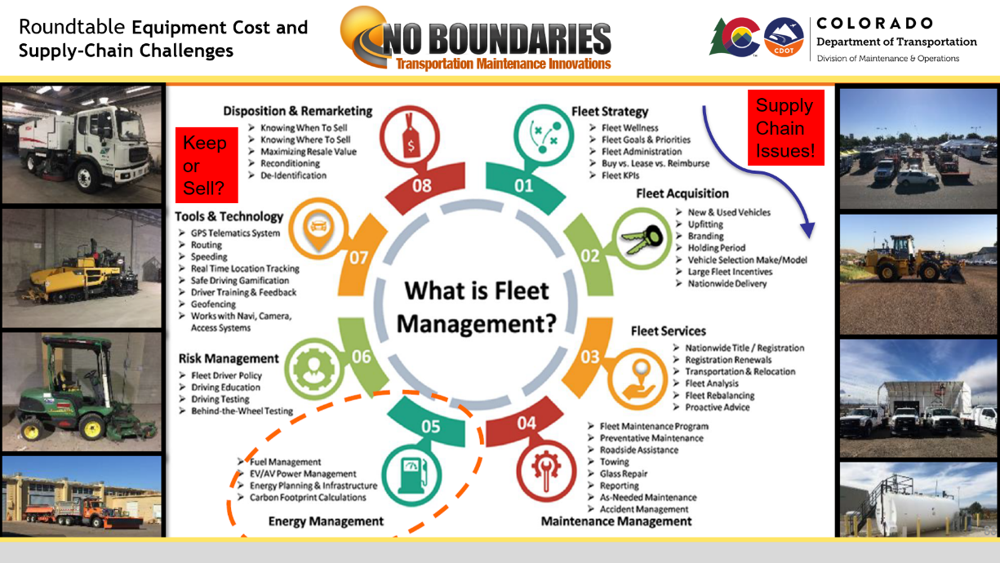 Roundtable Equipment Cost and
Supply-Chain Challenges
NO BOUNDARIES
Transportation Maintenance Innovations
CDOT
COLORADO
Department of Transportation
Division of Maintenance & Operations
Keep
or
Sell?
Supply
Chain
Issues!
What is Fleet
Management?
01
Fleet Strategy
Fleet Wellness
Fleet Goals & Priorities
Fleet Administration
Buy vs. Lease vs. Reimburse
Fleet KPIs
02
Fleet Acquisition
New & Used Vehicles
Upfitting
Branding
Holding Period
Vehicle Selection Make/Model
Large Fleet Incentives
Nationwide Delivery
03
Fleet Services
Nationwide Title / Registration
Registration Renewals
Transportation & Relocation
Fleet Analysis
Fleet Rebalancing
Proactive Advice
04
Fleet Maintenance Program
Preventative Maintenance
Roadside Assistance
Towing
Glass Repair
Reporting
As-Needed Maintenance
Accident Management
Maintenance Management
05
Fuel Management
EV/AV Power Management
Energy Planning & Infrastructure
Carbon Footprint Calculations
Energy Management
06
Risk Management
Fleet Driver Policy
Driving Education
Driving Testing
Behind-the-Wheel Testing
07
Tools & Technology
GPS Telematics System
Routing
Speeding
Real Time Location Tracking
Safe Driving Gamification
Driver Training & Feedback
Geofencing
Works with Navi, Camera,
Access Systems
08
Disposition & Remarketing
Knowing When To Sell
Knowing Where To Sell
Maximizing Resale Value
Reconditioning
De-Identification
$